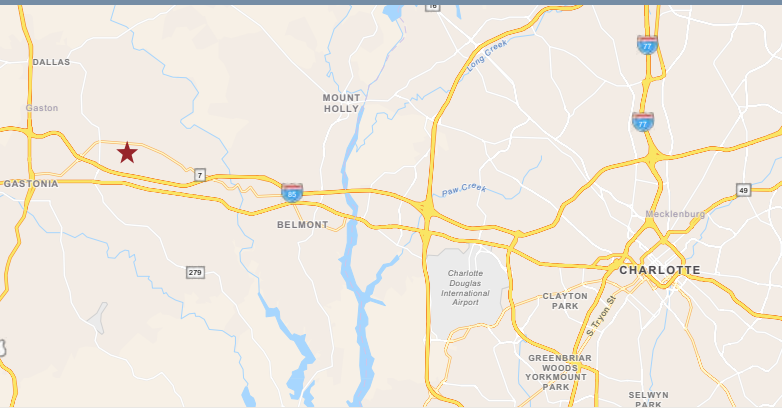 16
Long Creek
77
DALLAS
MOUNT
HOLLY
Gaston
77
7
GASTONIA
85
Paw Creek
49
BELMONT
Mecklenburg
279
CHARLOTTE
Charlotte
Douglas
International
Airport
CLAYTON
PARK
S Tryon St
GREENBRIAR
WOODS
YORKMOUNT
PARK
SELWYN
PARK